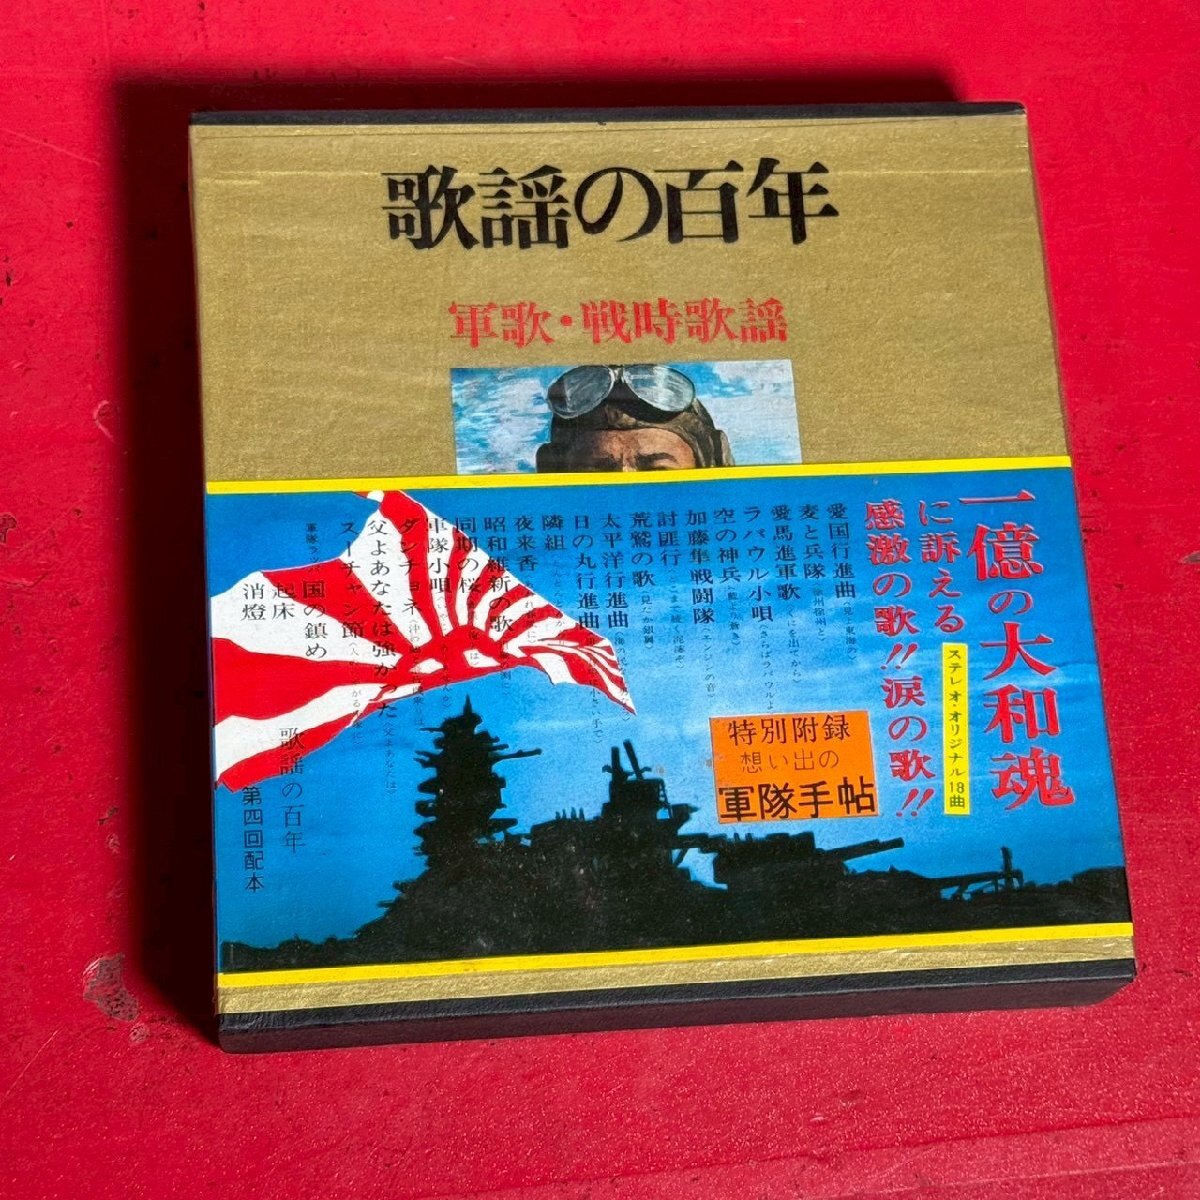 歌謡の百年
軍歌・戦時歌謡
一億の大和魂
に訴える
感激の歌!!涙の歌!!
ステレオ・オリジナル18曲
特別附録
想い出の
軍隊手帖
愛国行進曲
麦と兵隊
愛馬進軍歌
ラバウル小唄
空の神兵
加藤隼戦闘隊
討匪行
荒鷲の歌
太平洋行進曲
日の丸行進曲
隣組
夜来香
昭和維新の歌
同期の桜
軍隊小唄
ダンチョネ
父よあなたは強かった
スーチャン節
国の鎮め
軍隊ラッパ
起床
消燈
歌謡の百年
第四回配本